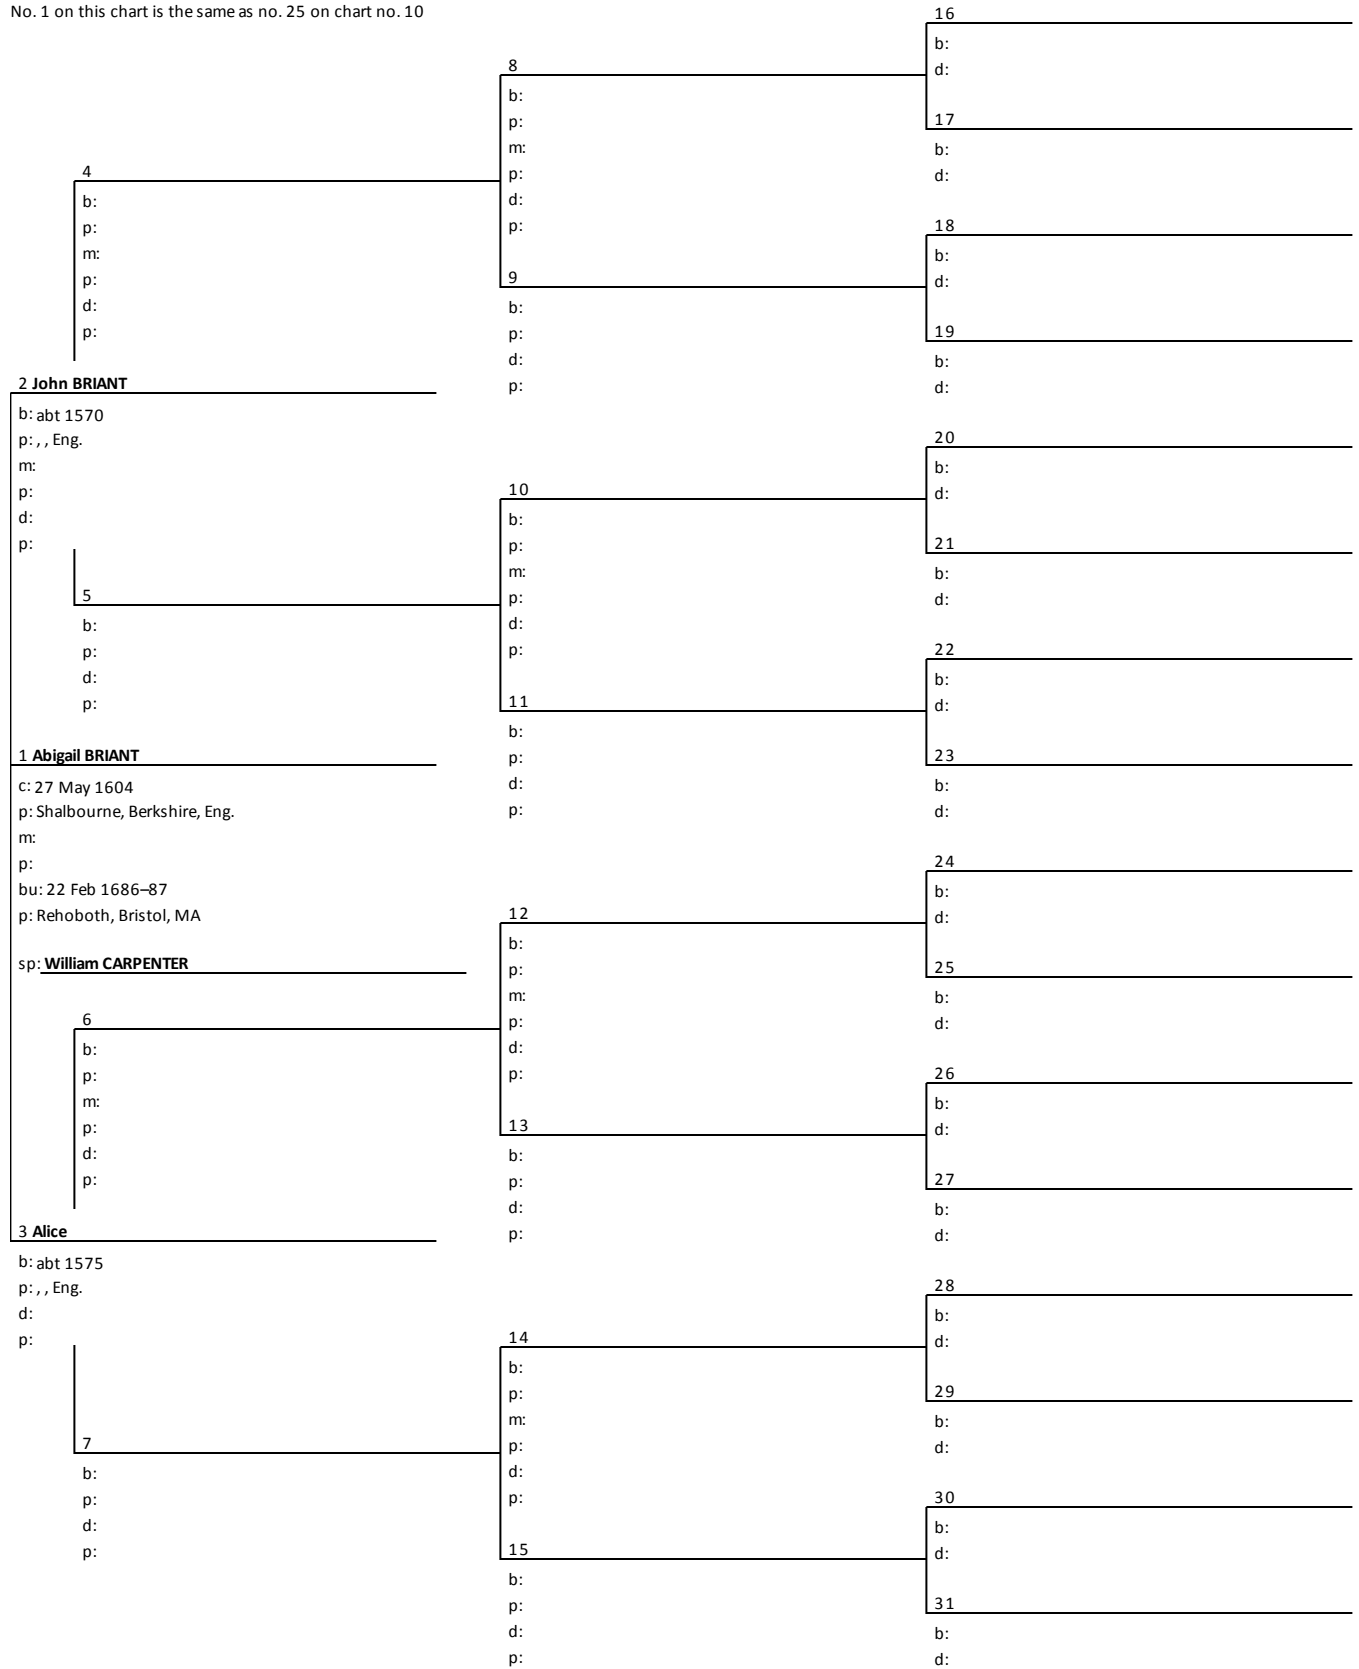 No. 1 on this chart is the same as no. 25 on chart no. 10
16
b:
d:
8
b:
p:
m:
p:
d:
p:
17
b:
d:
4
b:
p:
m:
p:
d:
p:
18
b:
d:
9
b:
p:
d:
p:
19
b:
d:
2 John BRIANT
b: abt 1570
p: , , Eng.
m:
p:
d:
p:
20
b:
d:
10
b:
p:
m:
p:
d:
p:
21
b:
d:
5
b:
p:
d:
p:
22
b:
d:
11
b:
p:
d:
p:
23
b:
d:
1 Abigail BRIANT
c: 27 May 1604
p: Shalbourne, Berkshire, Eng.
m:
p:
bu: 22 Feb 1686–87
p: Rehoboth, Bristol, MA
sp: William CARPENTER
24
b:
d:
12
b:
p:
m:
p:
d:
p:
25
b:
d:
6
b:
p:
m:
p:
d:
p:
26
b:
d:
13
b:
p:
d:
p:
27
b:
d:
3 Alice
b: abt 1575
p: , , Eng.
d:
p:
28
b:
d:
14
b:
p:
m:
p:
d:
p:
29
b:
d:
7
b:
p:
d:
p:
30
b:
d:
15
b:
p:
d:
p:
31
b:
d: